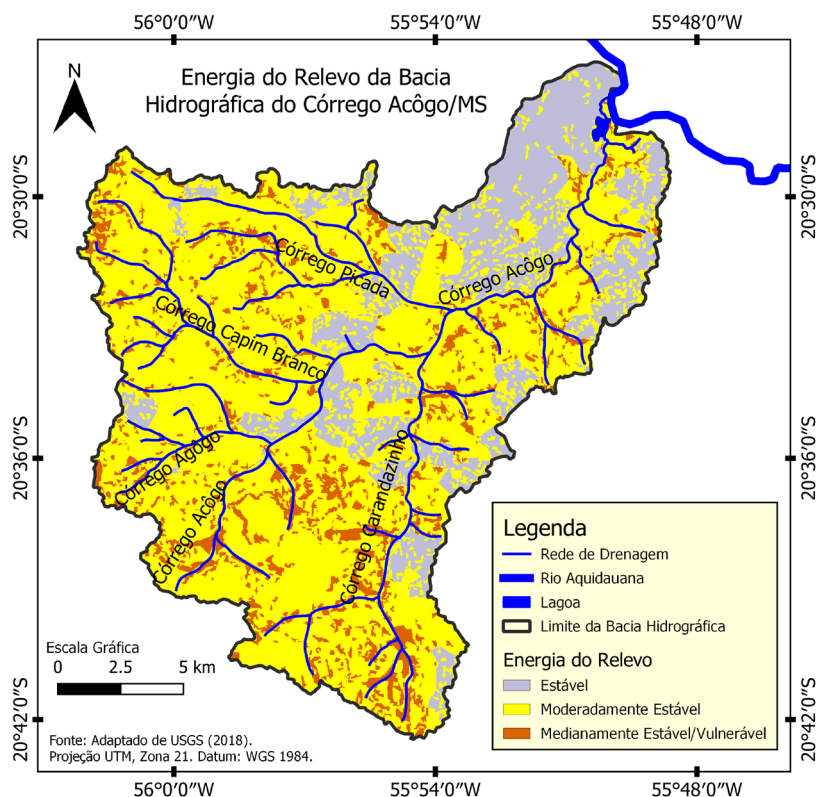 56°0′0″W 55°54′0″W 55°48′0″W
N
Energia do Relevo da Bacia
Hidrográfica do Córrego Acôgo/MS
20°30′0″S 20°30′0″S
Córrego Picada
Córrego Acôgo
Córrego Capim Branco
Córrego Agôgo
Córrego Acôgo
Córrego Carandazinho
20°36′0″S 20°36′0″S
Legenda
Rede de Drenagem
Rio Aquidauana
Lagoa
Limite da Bacia Hidrográfica
Energia do Relevo
Estável
Moderadamente Estável
Medianamente Estável/Vulnerável
Escala Gráfica
0 2.5 5 km
20°42′0″S 20°42′0″S
Fonte: Adaptado de USGS (2018).
Projeção UTM, Zona 21. Datum: WGS 1984.
56°0′0″W 55°54′0″W 55°48′0″W